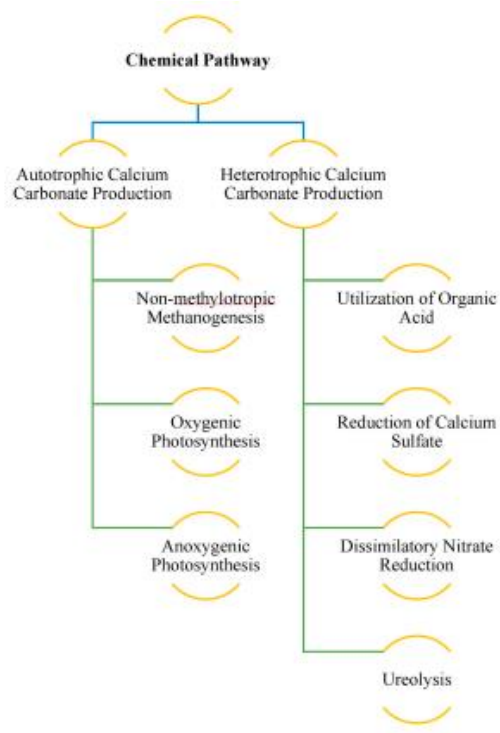 Chemical Pathway
Autotrophic Calcium
Carbonate Production
Heterotrophic Calcium
Carbonate Production
Non-methylotropic
Methanogenesis
Utilization of Organic
Acid
Oxygenic
Photosynthesis
Reduction of Calcium
Sulfate
Anoxygenic
Photosynthesis
Dissimilatory Nitrate
Reduction
Ureolysis